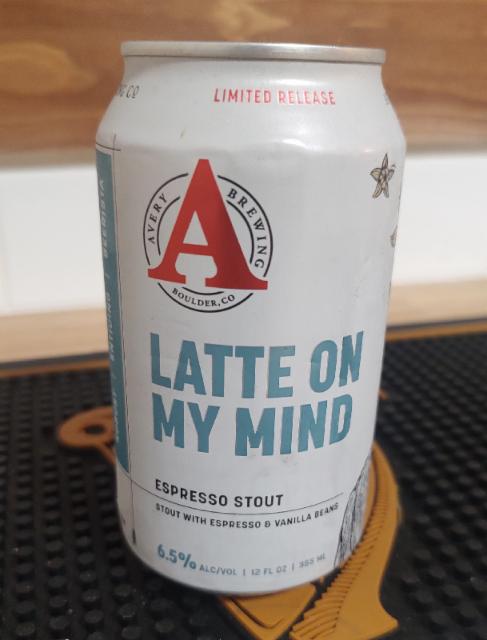 LIMITED RELEASE
A
AVERY BREWING
BOULDER, CO
LATTE ON
MY MIND
ESPRESSO STOUT
STOUT WITH ESPRESSO & VANILLA BEANS
6.5% ALC/VOL | 12 FL OZ | 355 ML